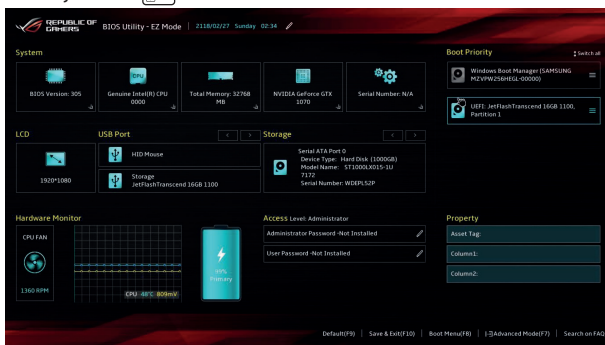 REPUBLIC OF
GAMERS
BIOS Utility - EZ Mode
2118/02/27 Sunday 02:34
System
Boot Priority
Switch all
BIOS Version: 305
CPU
Genuine Intel(R) CPU
0000
Total Memory: 32768
MB
NVIDIA GeForce GTX
1070
Serial Number: N/A
Windows Boot Manager (SAMSUNG
MZVPW256HEGL-00000)
UEFI: JetFlashTranscend 16GB 1100,
Partition 1
LCD
USB Port
Storage
1920*1080
HID Mouse
Storage
JetFlashTranscend 16GB 1100
Serial ATA Port 0
Device Type: Hard Disk (1000GB)
Model Name: ST1000LX015-1U
7172
Serial Number: WDEPL52P
Hardware Monitor
Access Level: Administrator
Property
CPU FAN
1360 RPM
CPU 48°C 809mV
99%
Primary
Administrator Password -Not Installed
User Password -Not Installed
Asset Tag:
Column1:
Column2:
Default(F9) | Save & Exit(F10) | Boot Menu(F8) | Advanced Mode(F7) | Search on FAQ